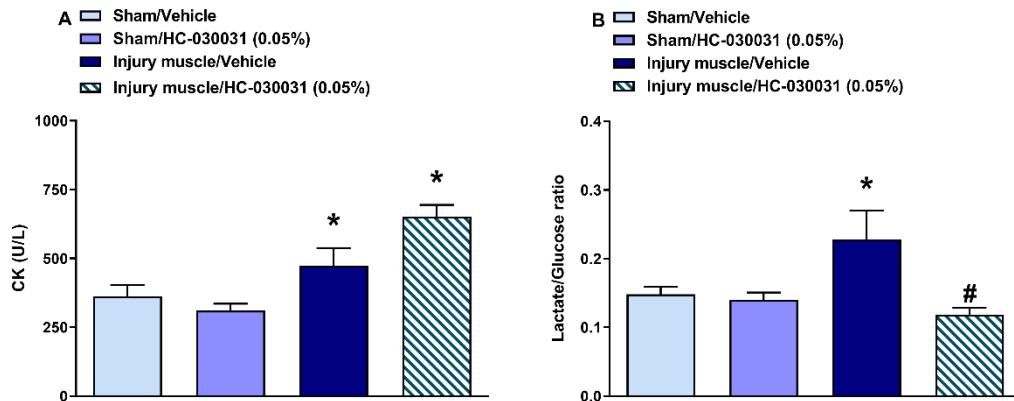 A
Sham/Vehicle
Sham/HC-030031 (0.05%)
Injury muscle/Vehicle
Injury muscle/HC-030031 (0.05%)
1000
750
500
250
0
CK (U/L)
*
*
B
Sham/Vehicle
Sham/HC-030031 (0.05%)
Injury muscle/Vehicle
Injury muscle/HC-030031 (0.05%)
0.4
0.3
0.2
0.1
0.0
Lactate/Glucose ratio
*
#